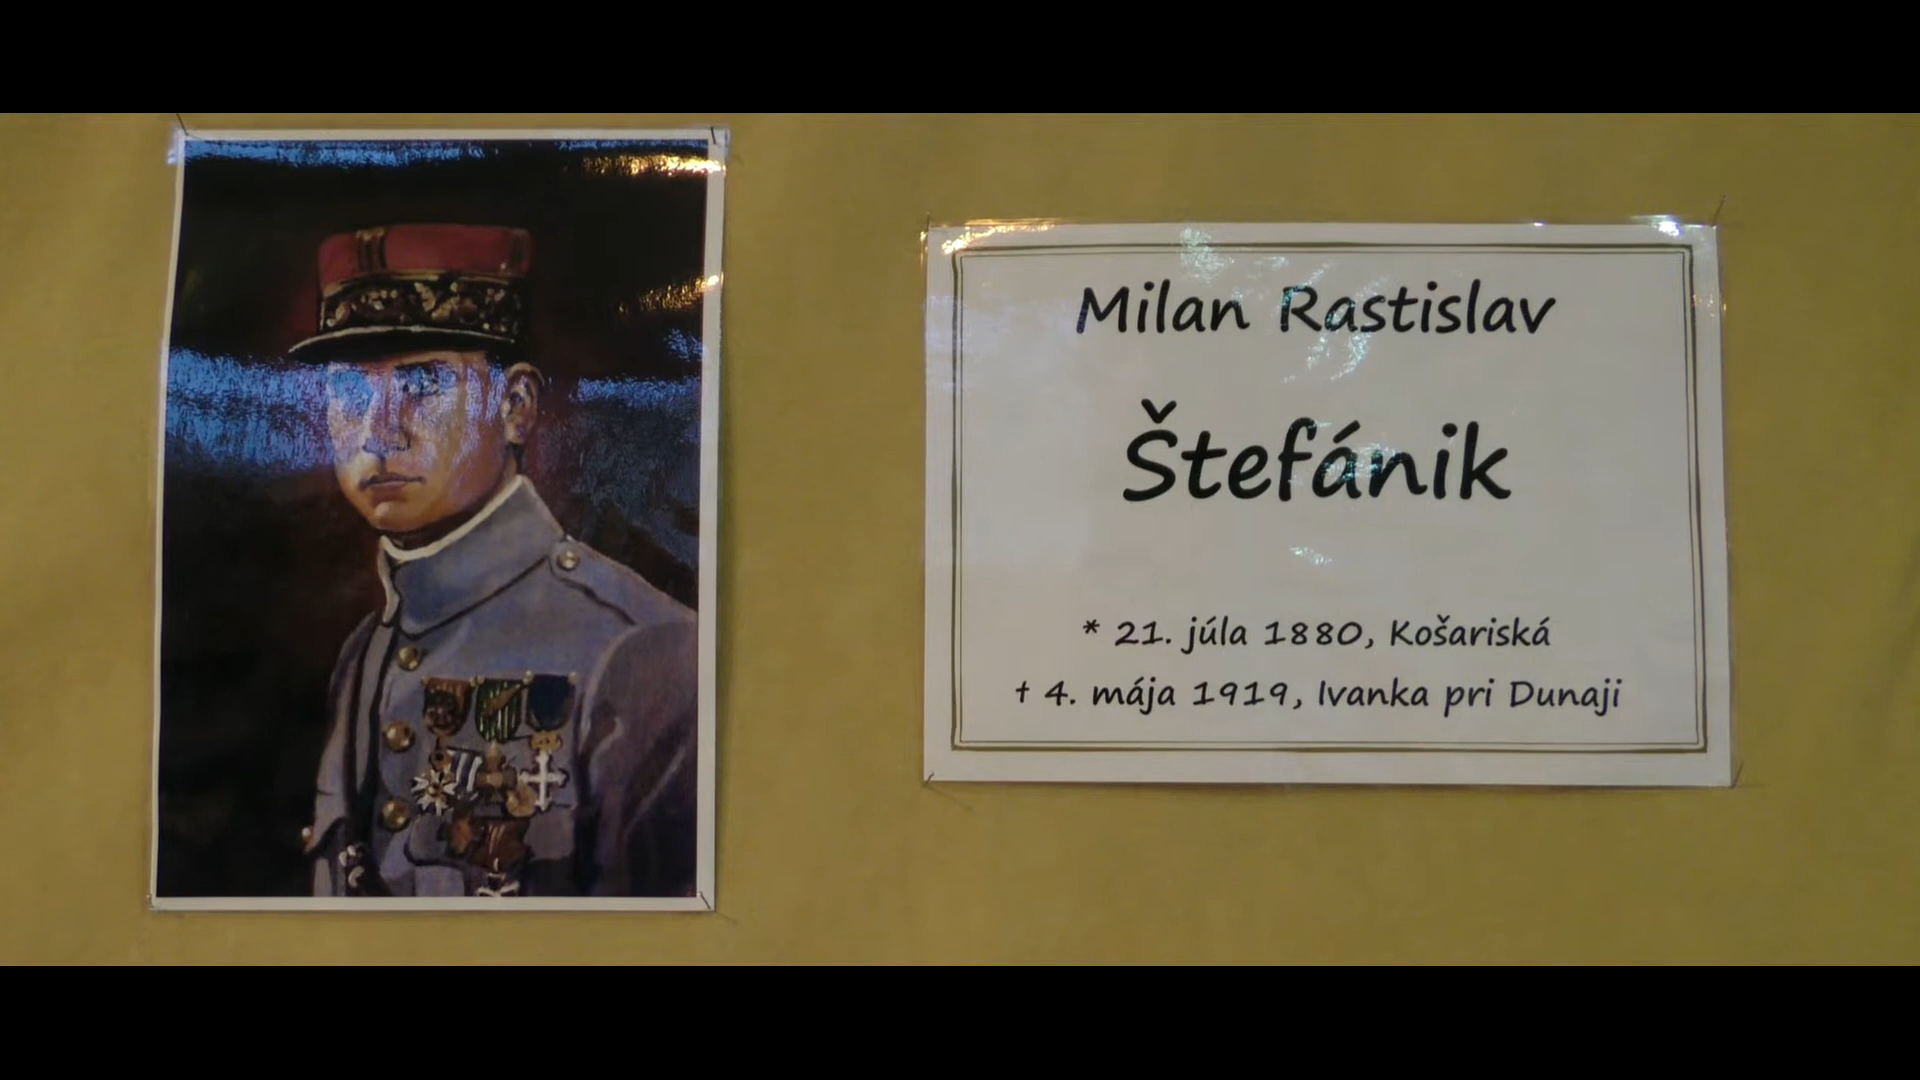 Milan Rastislav
Štefánik
* 21. júla 1880, Košariská
† 4. mája 1919, Ivanka pri Dunaji